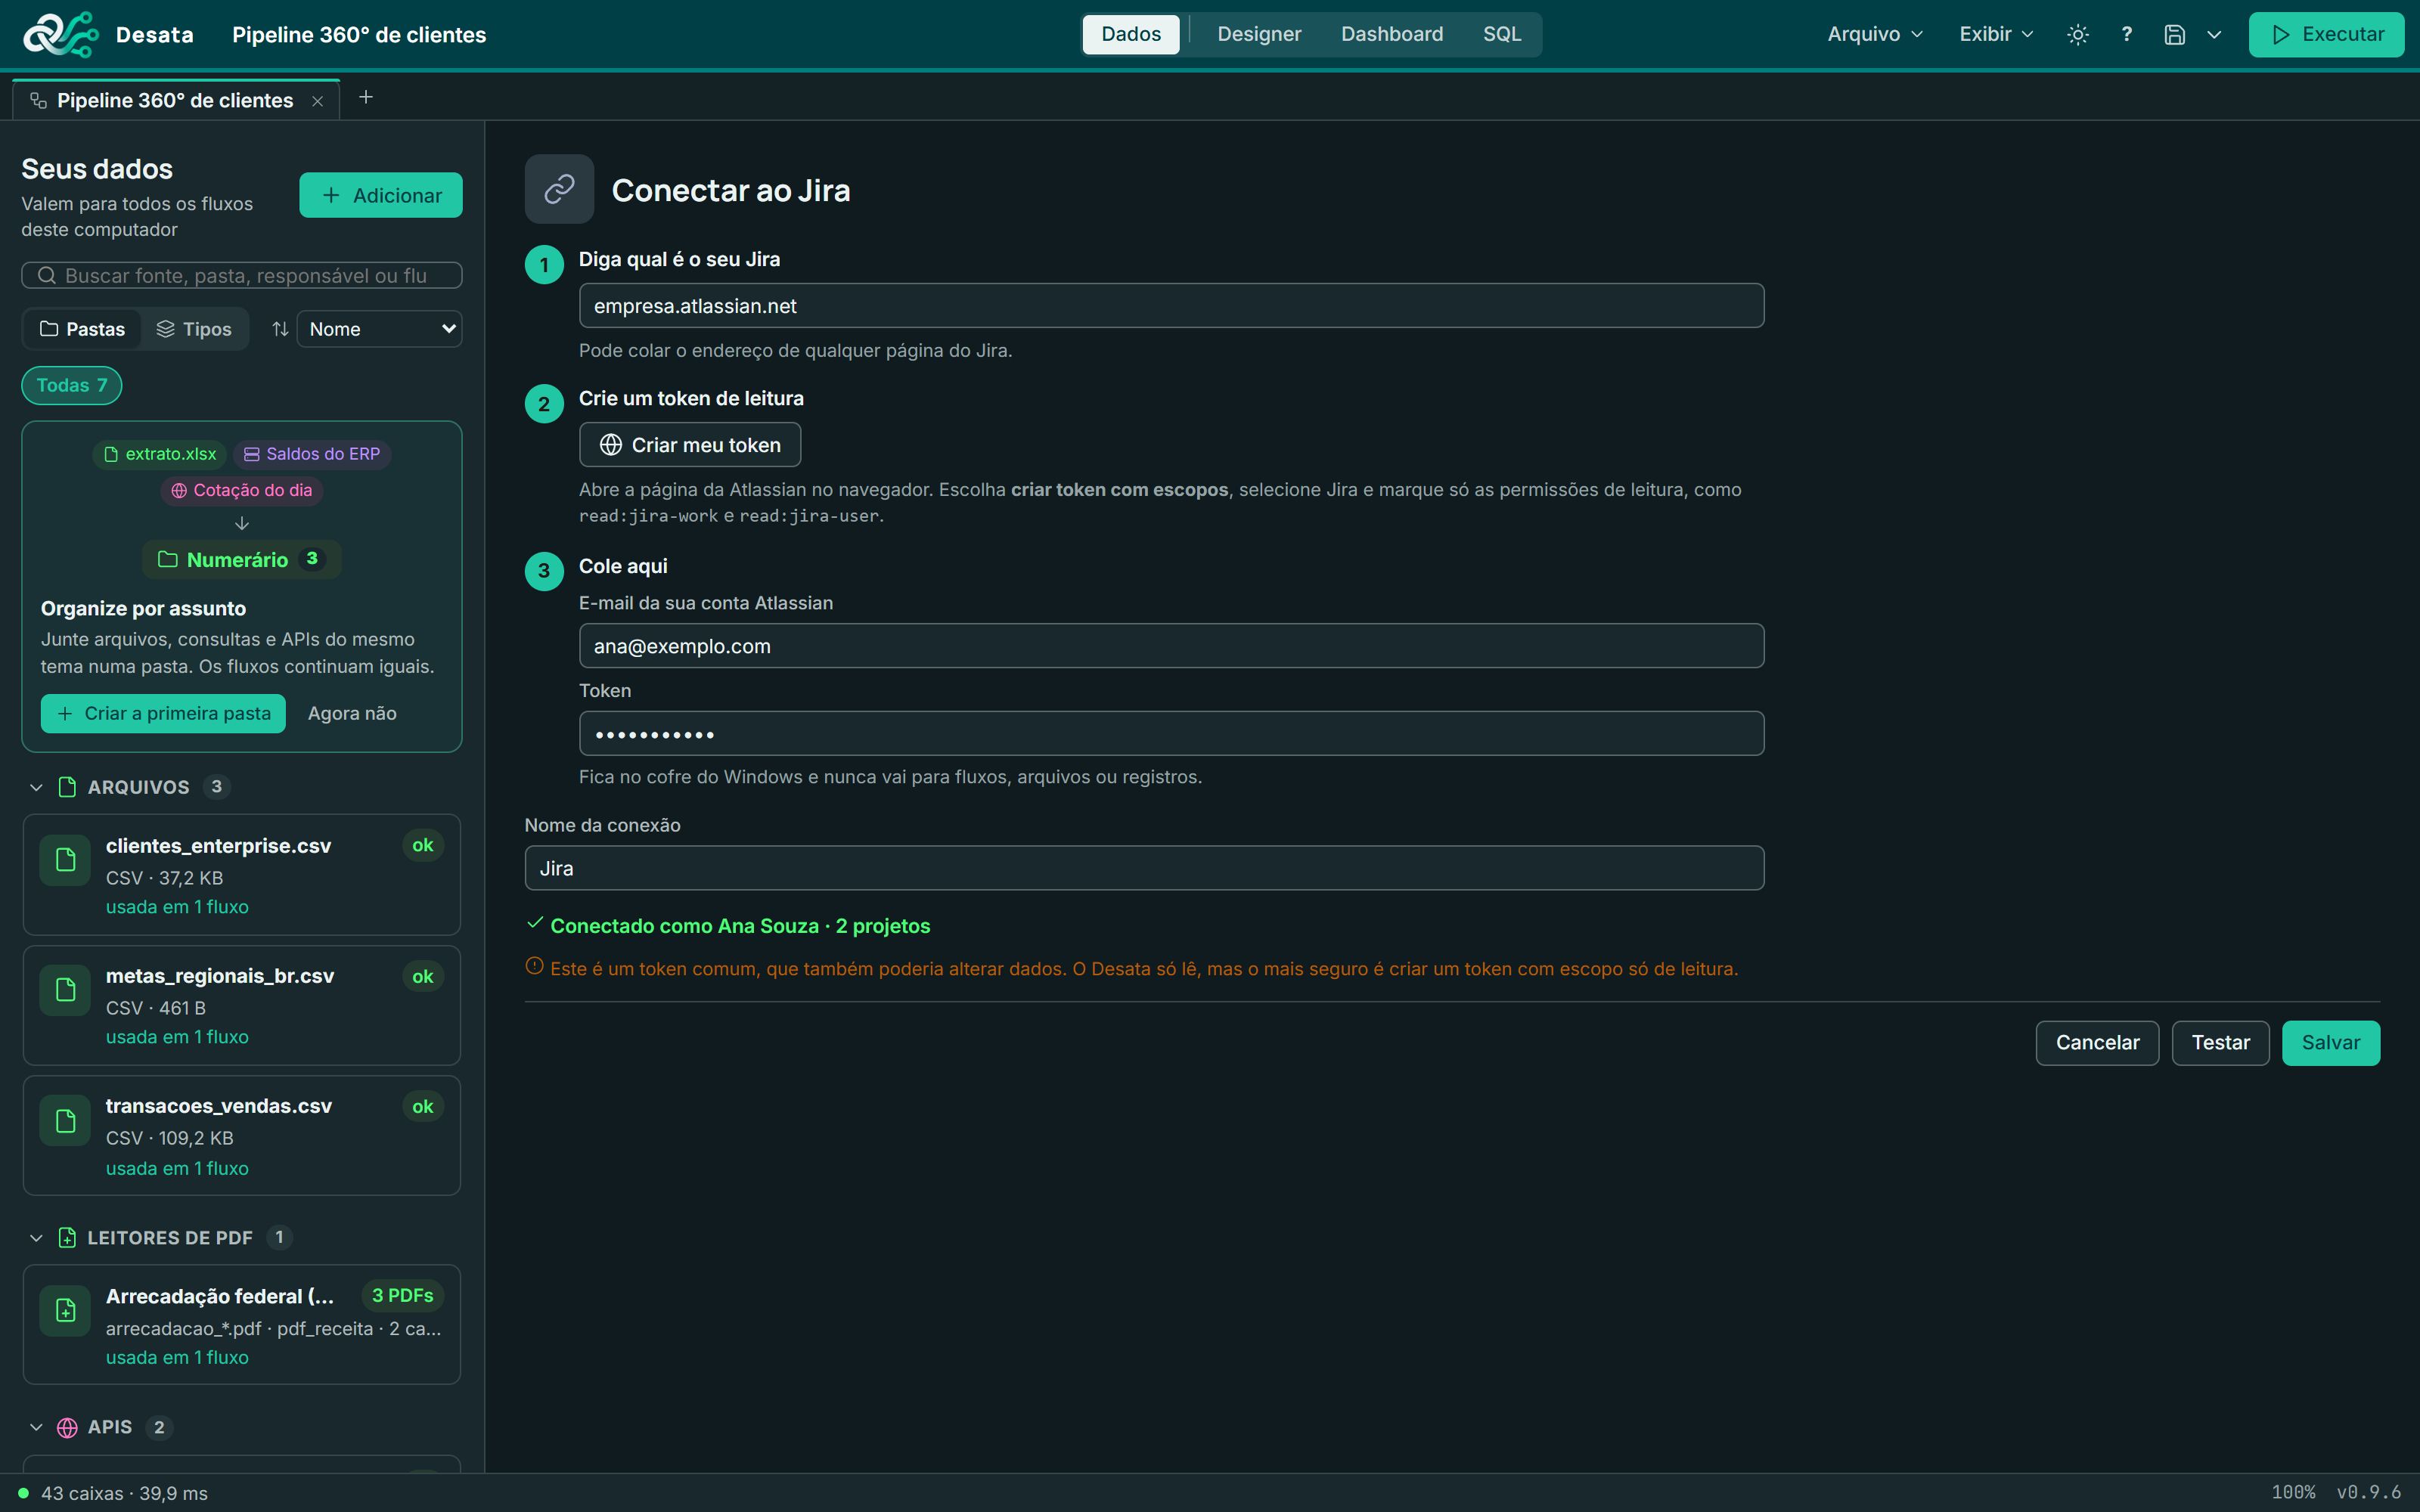 Desata
Pipeline 360° de clientes
Dados
Designer
Dashboard
SQL
Arquivo
Exibir
?
Executar
Pipeline 360° de clientes
Seus dados
Valem para todos os fluxos
deste computador
Adicionar
Buscar fonte, pasta, responsável ou flu
Pastas
Tipos
Nome
Todas 7
extrato.xlsx
Saldos do ERP
Cotação do dia
Numerário 3
Organize por assunto
Junte arquivos, consultas e APIs do mesmo
tema numa pasta. Os fluxos continuam iguais.
Criar a primeira pasta
Agora não
ARQUIVOS 3
clientes_enterprise.csv
ok
CSV · 37,2 KB
usada em 1 fluxo
metas_regionais_br.csv
ok
CSV · 461 B
usada em 1 fluxo
transacoes_vendas.csv
ok
CSV · 109,2 KB
usada em 1 fluxo
LEITORES DE PDF 1
Arrecadação federal (...
3 PDFs
arrecadacao_*.pdf · pdf_receita · 2 ca...
usada em 1 fluxo
APIS 2
Conectar ao Jira
1
Diga qual é o seu Jira
empresa.atlassian.net
Pode colar o endereço de qualquer página do Jira.
2
Crie um token de leitura
Criar meu token
Abre a página da Atlassian no navegador. Escolha criar token com escopos, selecione Jira e marque só as permissões de leitura, como
read:jira-work e read:jira-user.
3
Cole aqui
E-mail da sua conta Atlassian
ana@exemplo.com
Token
•••••••••••
Fica no cofre do Windows e nunca vai para fluxos, arquivos ou registros.
Nome da conexão
Jira
Conectado como Ana Souza · 2 projetos
Este é um token comum, que também poderia alterar dados. O Desata só lê, mas o mais seguro é criar um token com escopo só de leitura.
Cancelar
Testar
Salvar
43 caixas · 39,9 ms
100%
v0.9.6